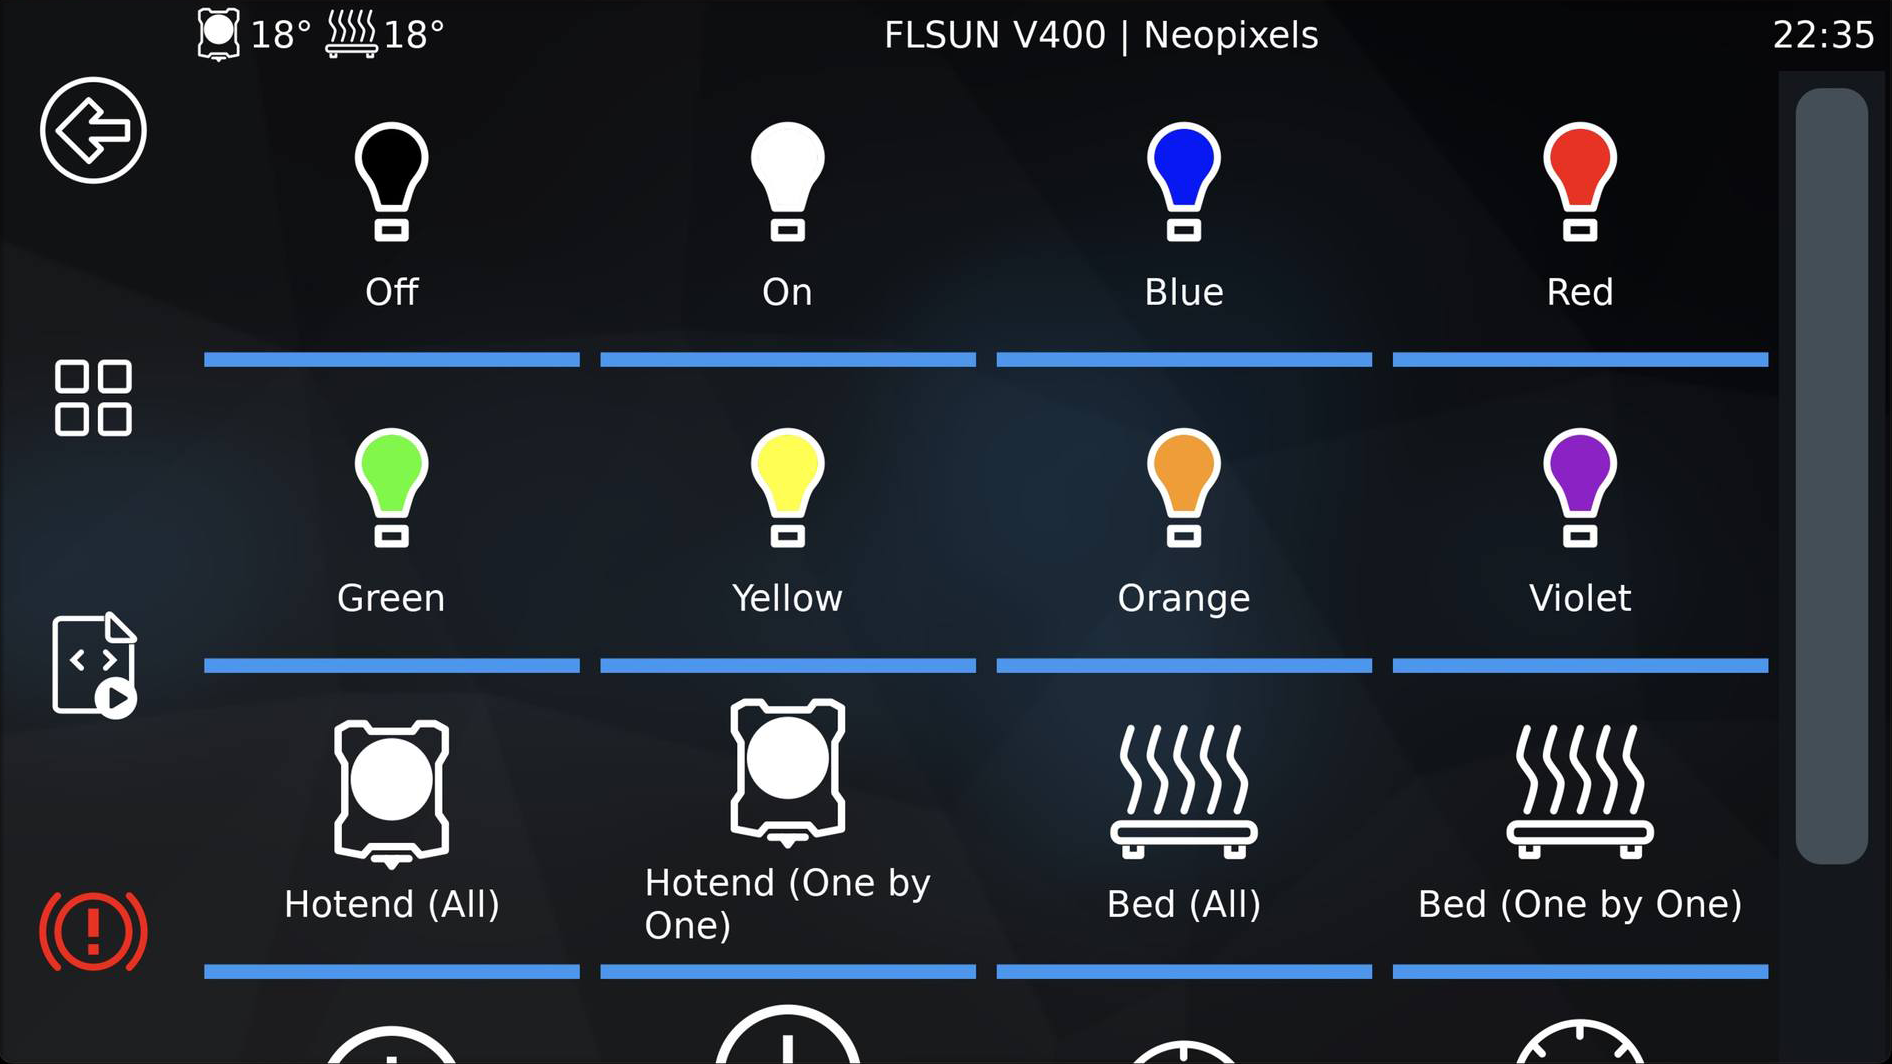 18° 18° FLSUN V400 | Neopixels 22:35
Off On Blue Red
Green Yellow Orange Violet
Hotend (All)
Hotend (One by
One)
Bed (All)
Bed (One by One)